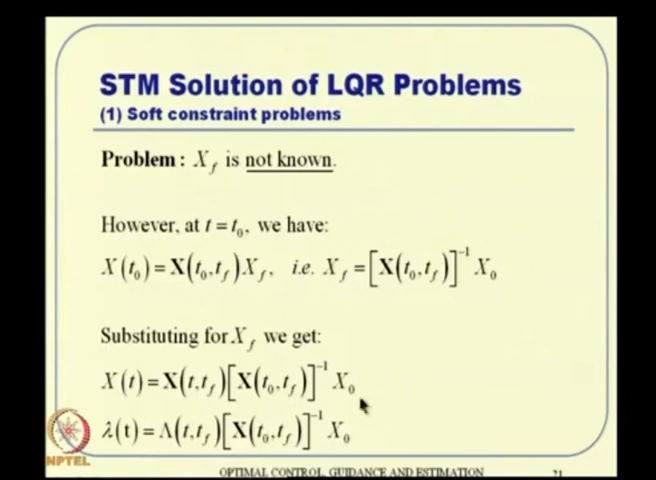 STM Solution of LQR Problems
(1) Soft constraint problems
Problem : X_f is not known.
However, at t = t_0, we have:
X(t_0) = X(t_0, t_f) X_f, i.e. X_f = [X(t_0, t_f)]^{-1} X_0
Substituting for X_f we get:
X(t) = X(t, t_f) [X(t_0, t_f)]^{-1} X_0
λ(t) = Λ(t, t_f) [X(t_0, t_f)]^{-1} X_0
NPTEL
OPTIMAL CONTROL, GUIDANCE AND ESTIMATION 21